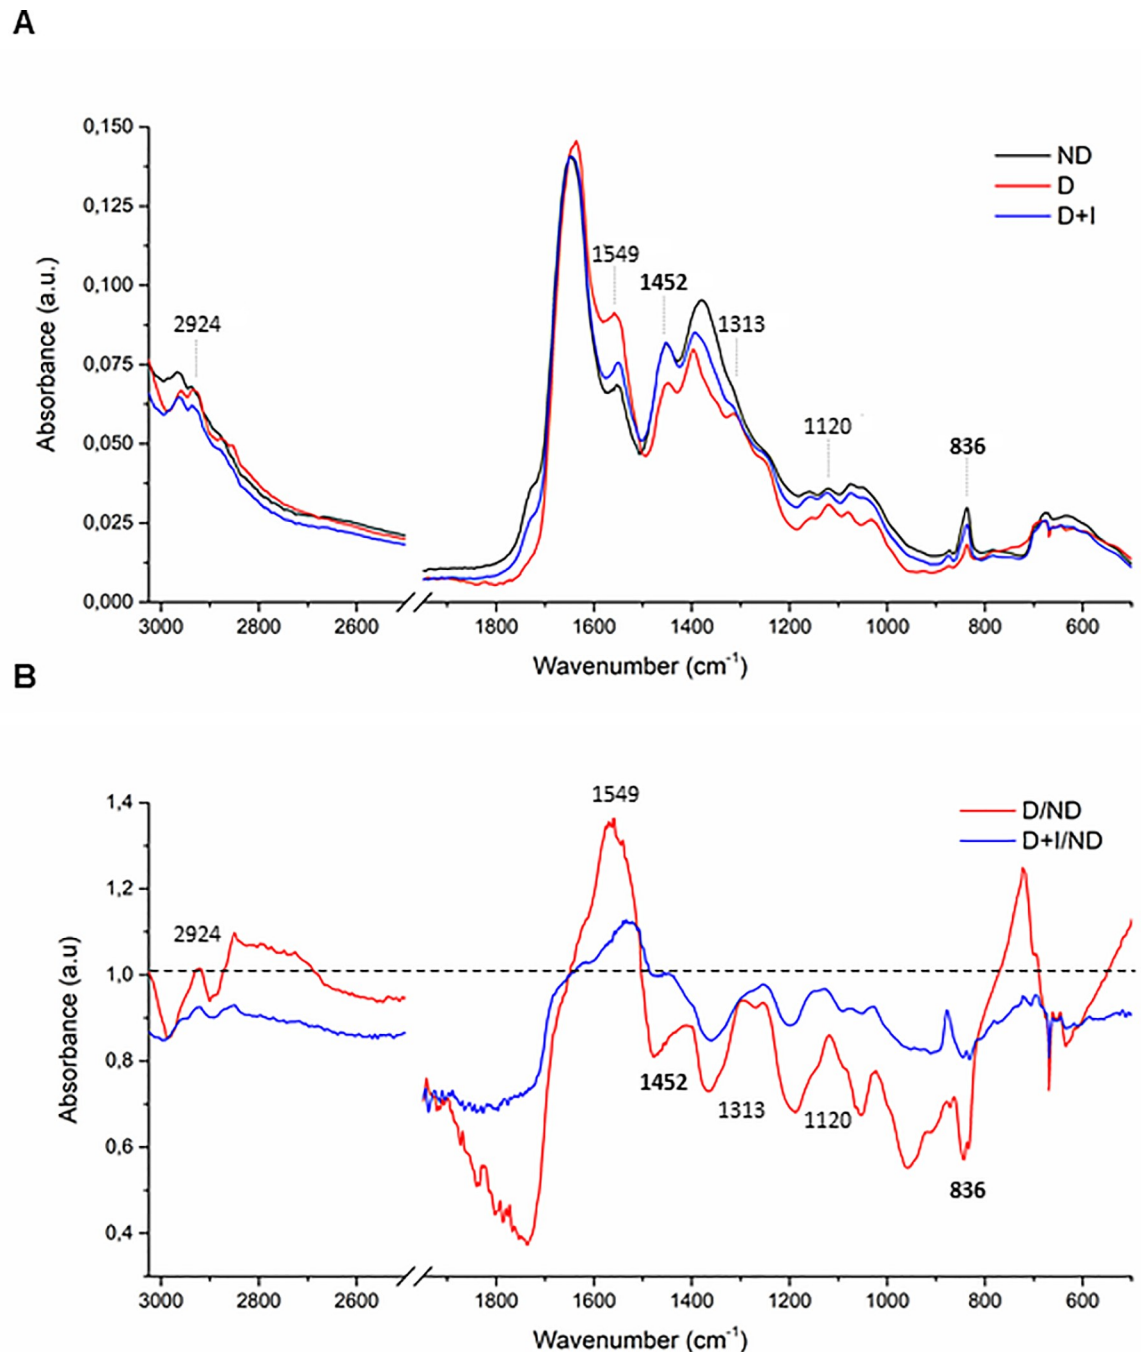 A
0,150
0,125
0,100
0,075
0,050
0,025
0,000
Absorbance (a.u.)
ND
D
D+I
2924
1549
1452
1313
1120
836
3000 2800 2600 1800 1600 1400 1200 1000 800 600
Wavenumber (cm⁻¹)
B
1,4
1,2
1,0
0,8
0,6
0,4
Absorbance (a.u)
D/ND
D+I/ND
2924
1549
1452
1313
1120
836
3000 2800 2600 1800 1600 1400 1200 1000 800 600
Wavenumber (cm⁻¹)